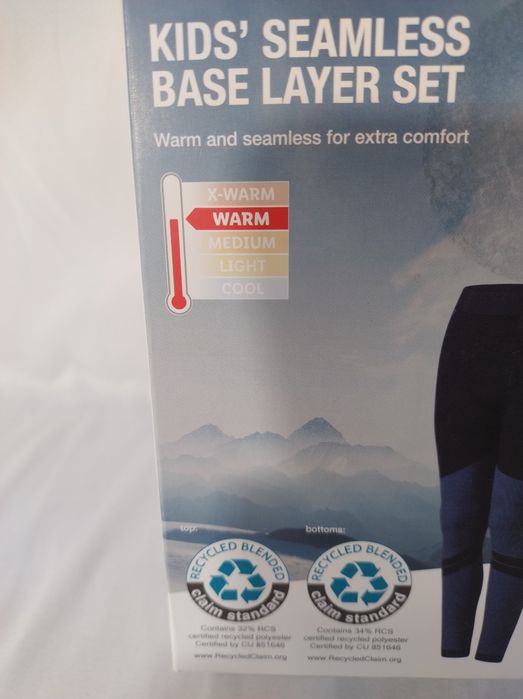 KIDS' SEAMLESS
BASE LAYER SET
Warm and seamless for extra comfort
X-WARM
WARM
MEDIUM
LIGHT
COOL
top:
RECYCLED BLENDED
claim standard
Contains 32% RCS
certified recycled polyester
Certified by CU 851646
www.RecycledClaim.org
bottoms:
RECYCLED BLENDED
claim standard
Contains 34% RCS
certified recycled polyester
Certified by CU 851646
www.RecycledClaim.org